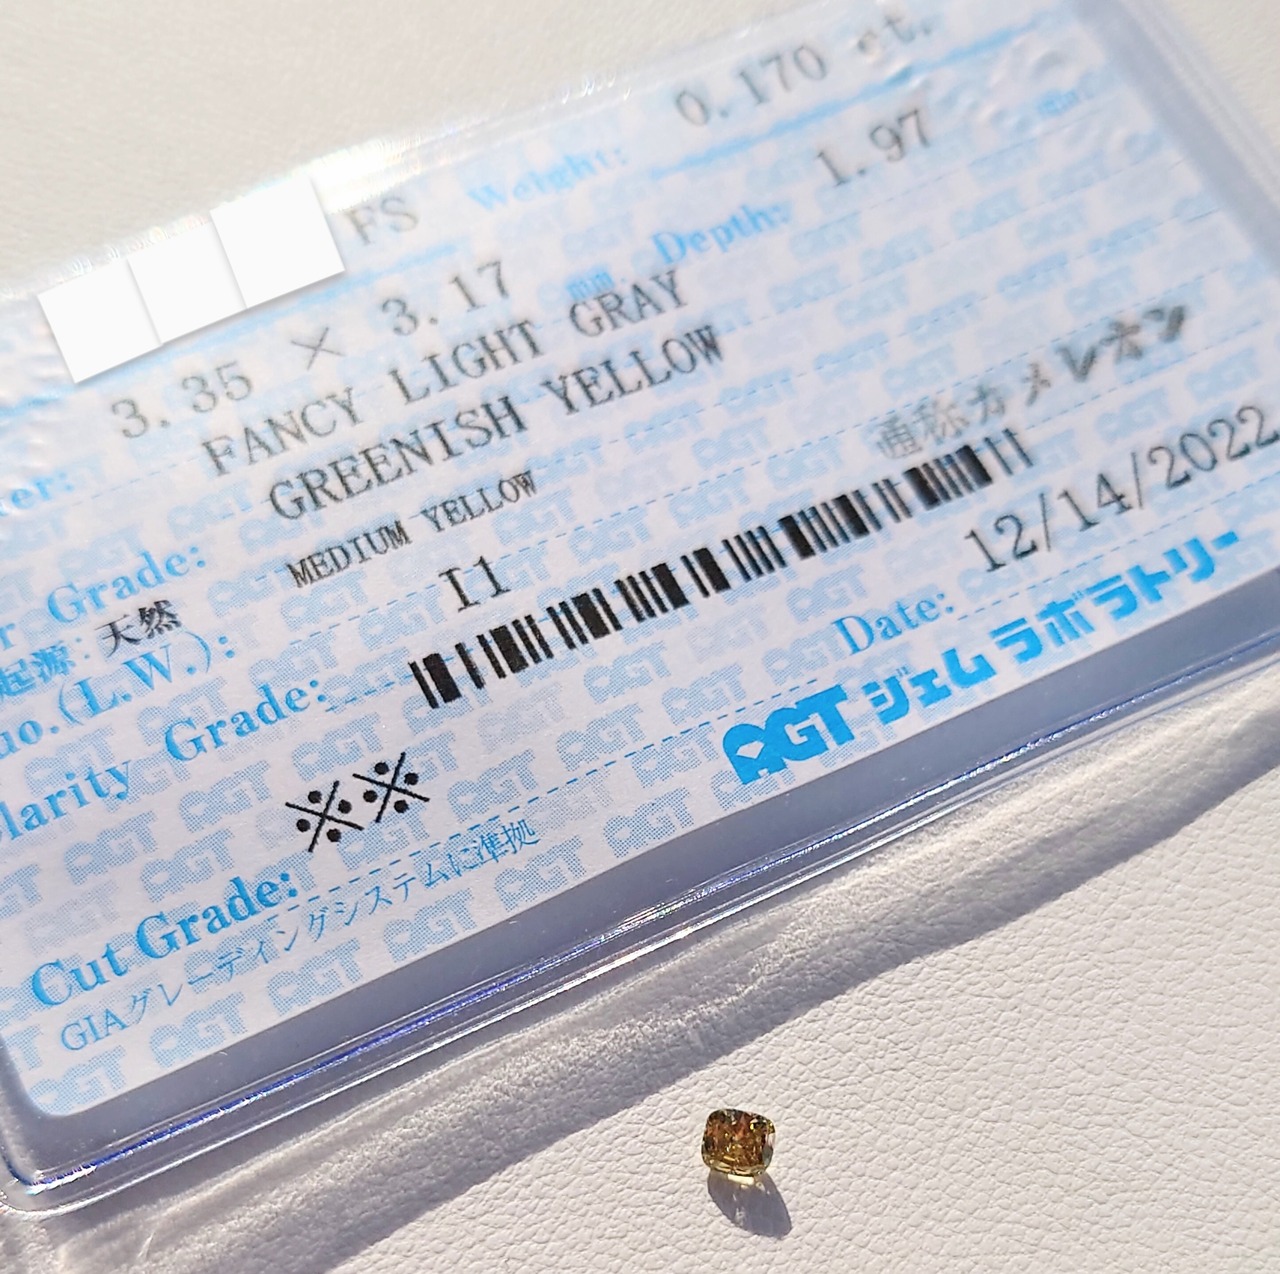 FS Weight: 0.170 ct.
3.35 × 3.17 mm Depth: 1.97 mm
FANCY LIGHT GRAY
GREENISH YELLOW
Grade:
起源:天然
MEDIUM YELLOW 通称カメレオン
(L.W.):
Grade: I1
12/14/2022
Date:
※※
AGT ジェムラボラトリー
Cut Grade:
GIAグレーディングシステムに準拠